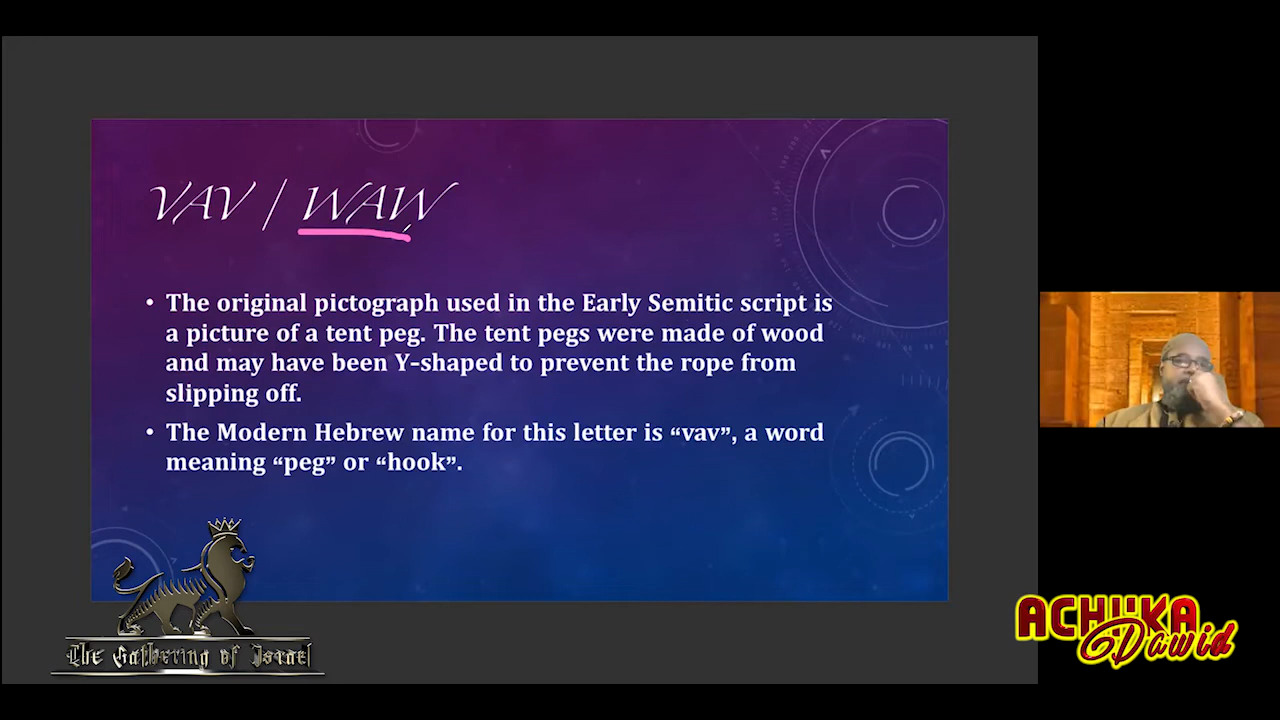 VAV / WAW
• The original pictograph used in the Early Semitic script is
a picture of a tent peg. The tent pegs were made of wood
and may have been Y-shaped to prevent the rope from
slipping off.
• The Modern Hebrew name for this letter is “vav”, a word
meaning “peg” or “hook”.
The Gathering of Israel
ACHIKA
Dawid